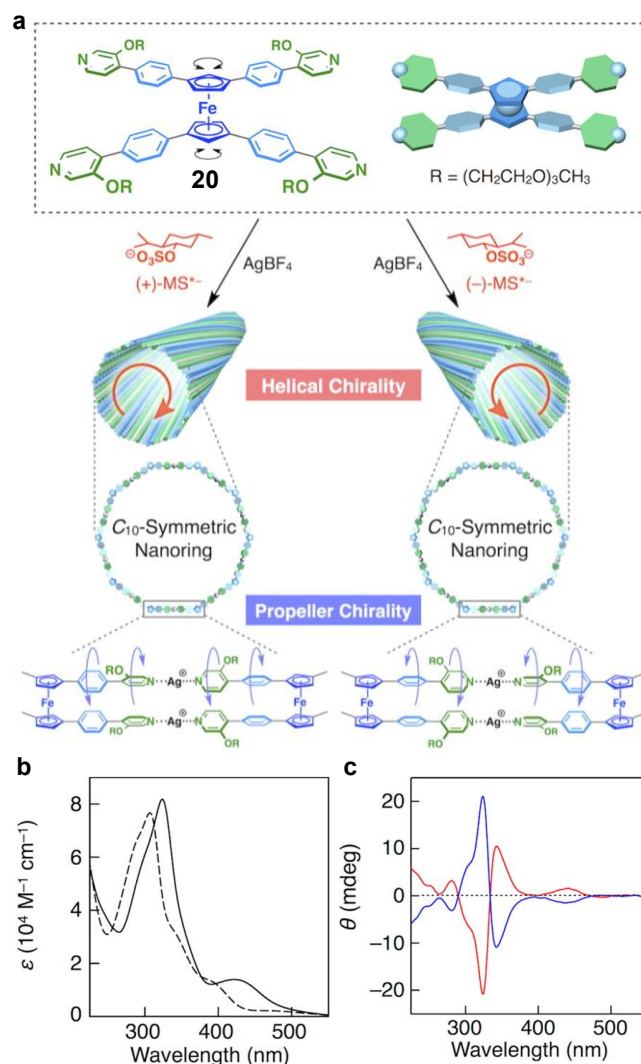 a
N
OR
RO
N
Fe
N
OR
20
RO
N
R = (CH₂CH₂O)₃CH₃
⊖O₃SO
(+)-MS*⁻
AgBF₄
AgBF₄
OSO₃⊖
(–)-MS*⁻
Helical Chirality
C₁₀-Symmetric
Nanoring
C₁₀-Symmetric
Nanoring
Propeller Chirality
RO
N
Ag
⊕
N
OR
Fe
Fe
RO
N
Ag
⊕
N
OR
OR
N
Ag
⊕
N
OR
Fe
Fe
RO
N
Ag
⊕
N
OR
b
8
6
4
2
0
ε (10⁴ M⁻¹ cm⁻¹)
300
400
500
Wavelength (nm)
c
20
10
0
−10
−20
θ (mdeg)
300
400
500
Wavelength (nm)